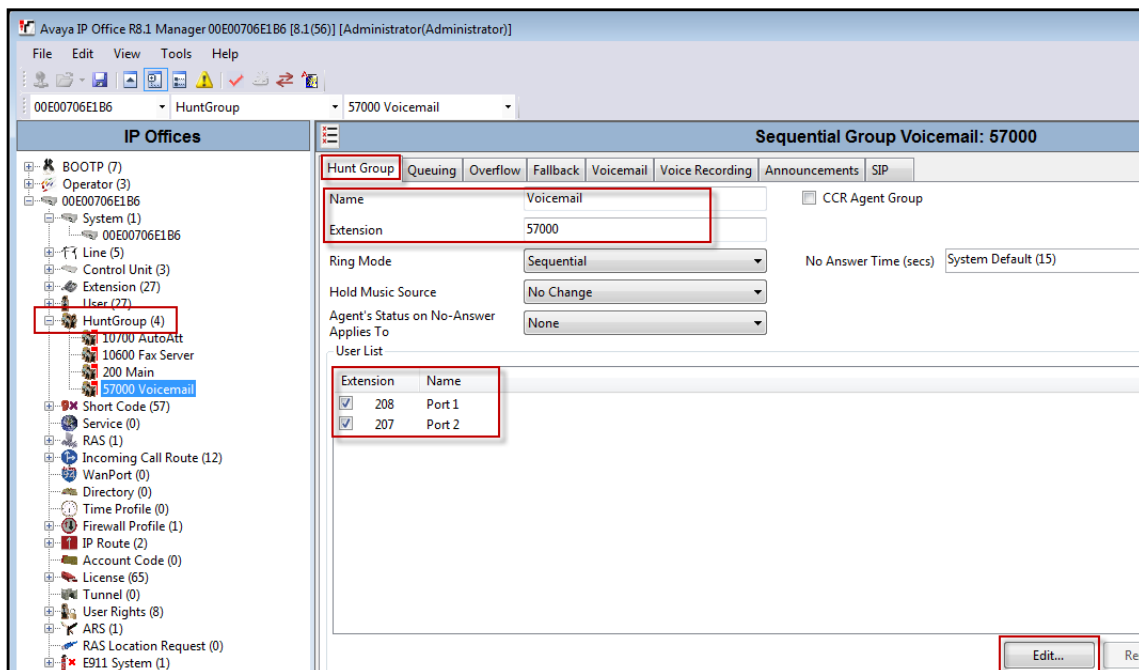 Avaya IP Office R8.1 Manager 00E00706E1B6 [8.1(56)] [Administrator(Administrator)]
File Edit View Tools Help
00E00706E1B6 HuntGroup 57000 Voicemail
IP Offices
BOOTP (7)
Operator (3)
00E00706E1B6
System (1)
00E00706E1B6
Line (5)
Control Unit (3)
Extension (27)
User (27)
HuntGroup (4)
10700 AutoAtt
10600 Fax Server
200 Main
57000 Voicemail
Short Code (57)
Service (0)
RAS (1)
Incoming Call Route (12)
WanPort (0)
Directory (0)
Time Profile (0)
Firewall Profile (1)
IP Route (2)
Account Code (0)
License (65)
Tunnel (0)
User Rights (8)
ARS (1)
RAS Location Request (0)
E911 System (1)
Sequential Group Voicemail: 57000
Hunt Group Queuing Overflow Fallback Voicemail Voice Recording Announcements SIP
Name Voicemail CCR Agent Group
Extension 57000
Ring Mode Sequential No Answer Time (secs) System Default (15)
Hold Music Source No Change
Agent's Status on No-Answer
Applies To None
User List
Extension Name
208 Port 1
207 Port 2
Edit...